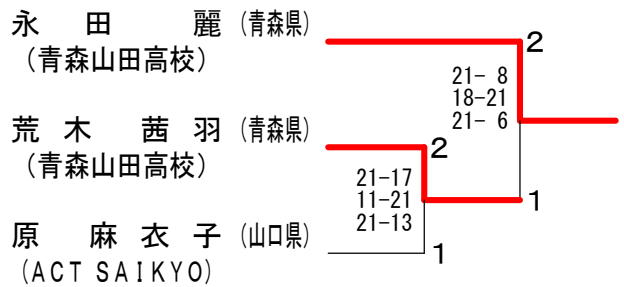 永田 麗 (青森県)
(青森山田高校)
2
21- 8
18-21
21- 6
荒木 茜羽 (青森県)
(青森山田高校)
2
21-17
11-21
21-13
1
原 麻衣子 (山口県)
(ACT SAIKYO)
1